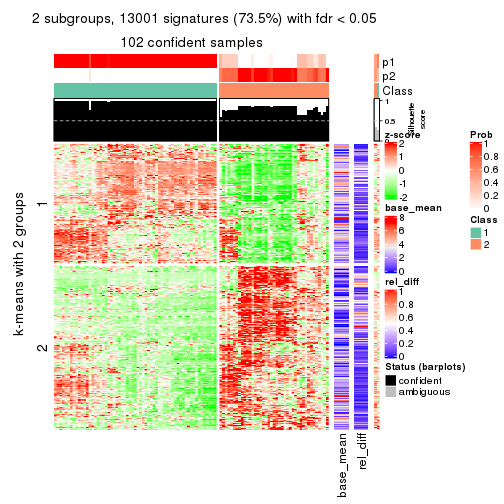 2 subgroups, 13001 signatures (73.5%) with fdr < 0.05
102 confident samples
p1
p2
Class
1
0.5
0
Silhouette
score
k-means with 2 groups
1
2
base_mean
rel_diff
z-score
2
1
0
-1
-2
base_mean
8
6
4
2
0
rel_diff
1
0.8
0.6
0.4
0.2
0
Status (barplots)
confident
ambiguous
Prob
1
0.8
0.6
0.4
0.2
0
Class
1
2